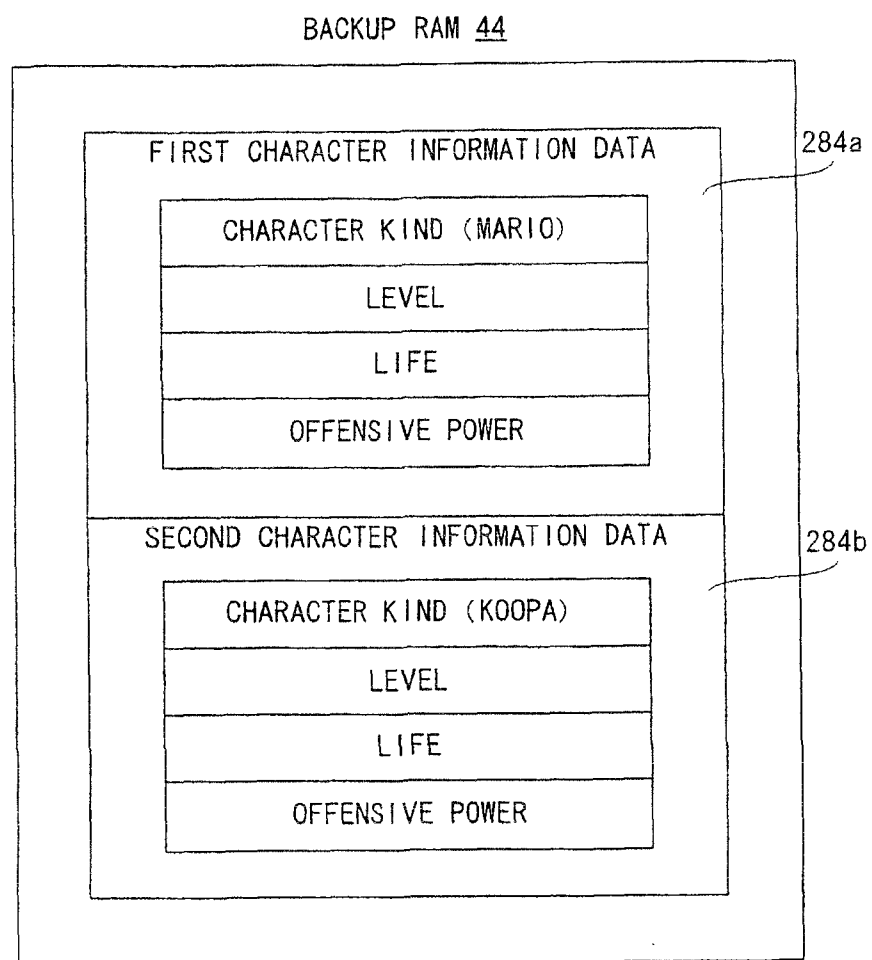 BACKUP RAM 44
FIRST CHARACTER INFORMATION DATA
284a
CHARACTER KIND (MARIO)
LEVEL
LIFE
OFFENSIVE POWER
SECOND CHARACTER INFORMATION DATA
284b
CHARACTER KIND (KOOPA)
LEVEL
LIFE
OFFENSIVE POWER